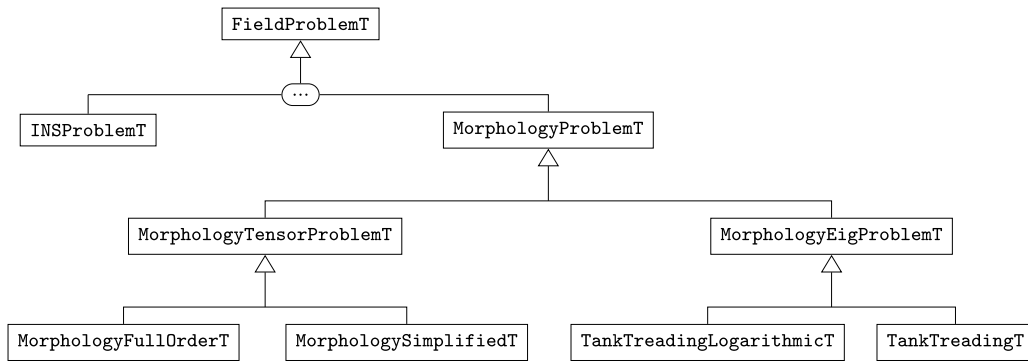 FieldProblemT
...
INSProblemT
MorphologyProblemT
MorphologyTensorProblemT
MorphologyEigProblemT
MorphologyFullOrderT
MorphologySimplifiedT
TankTreadingLogarithmicT
TankTreadingT